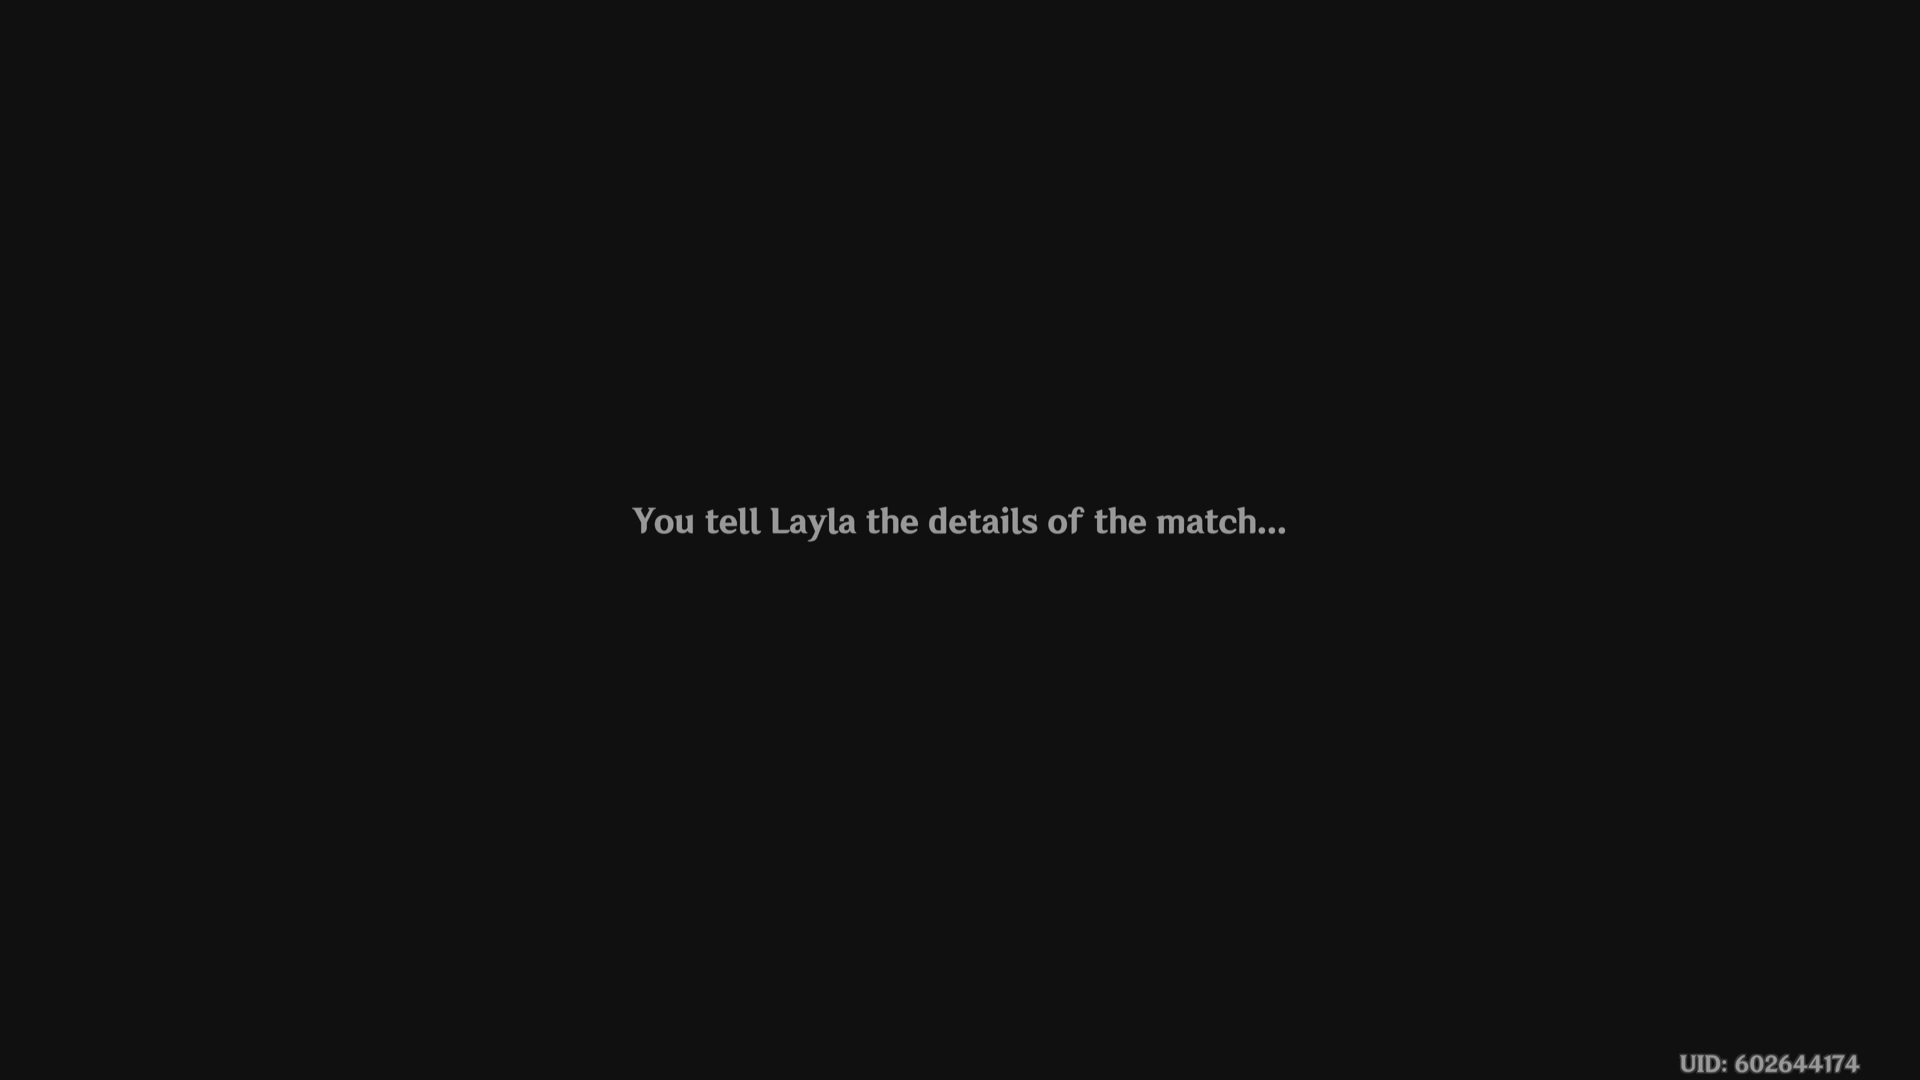 You tell Layla the details of the match...
UID: 602644174